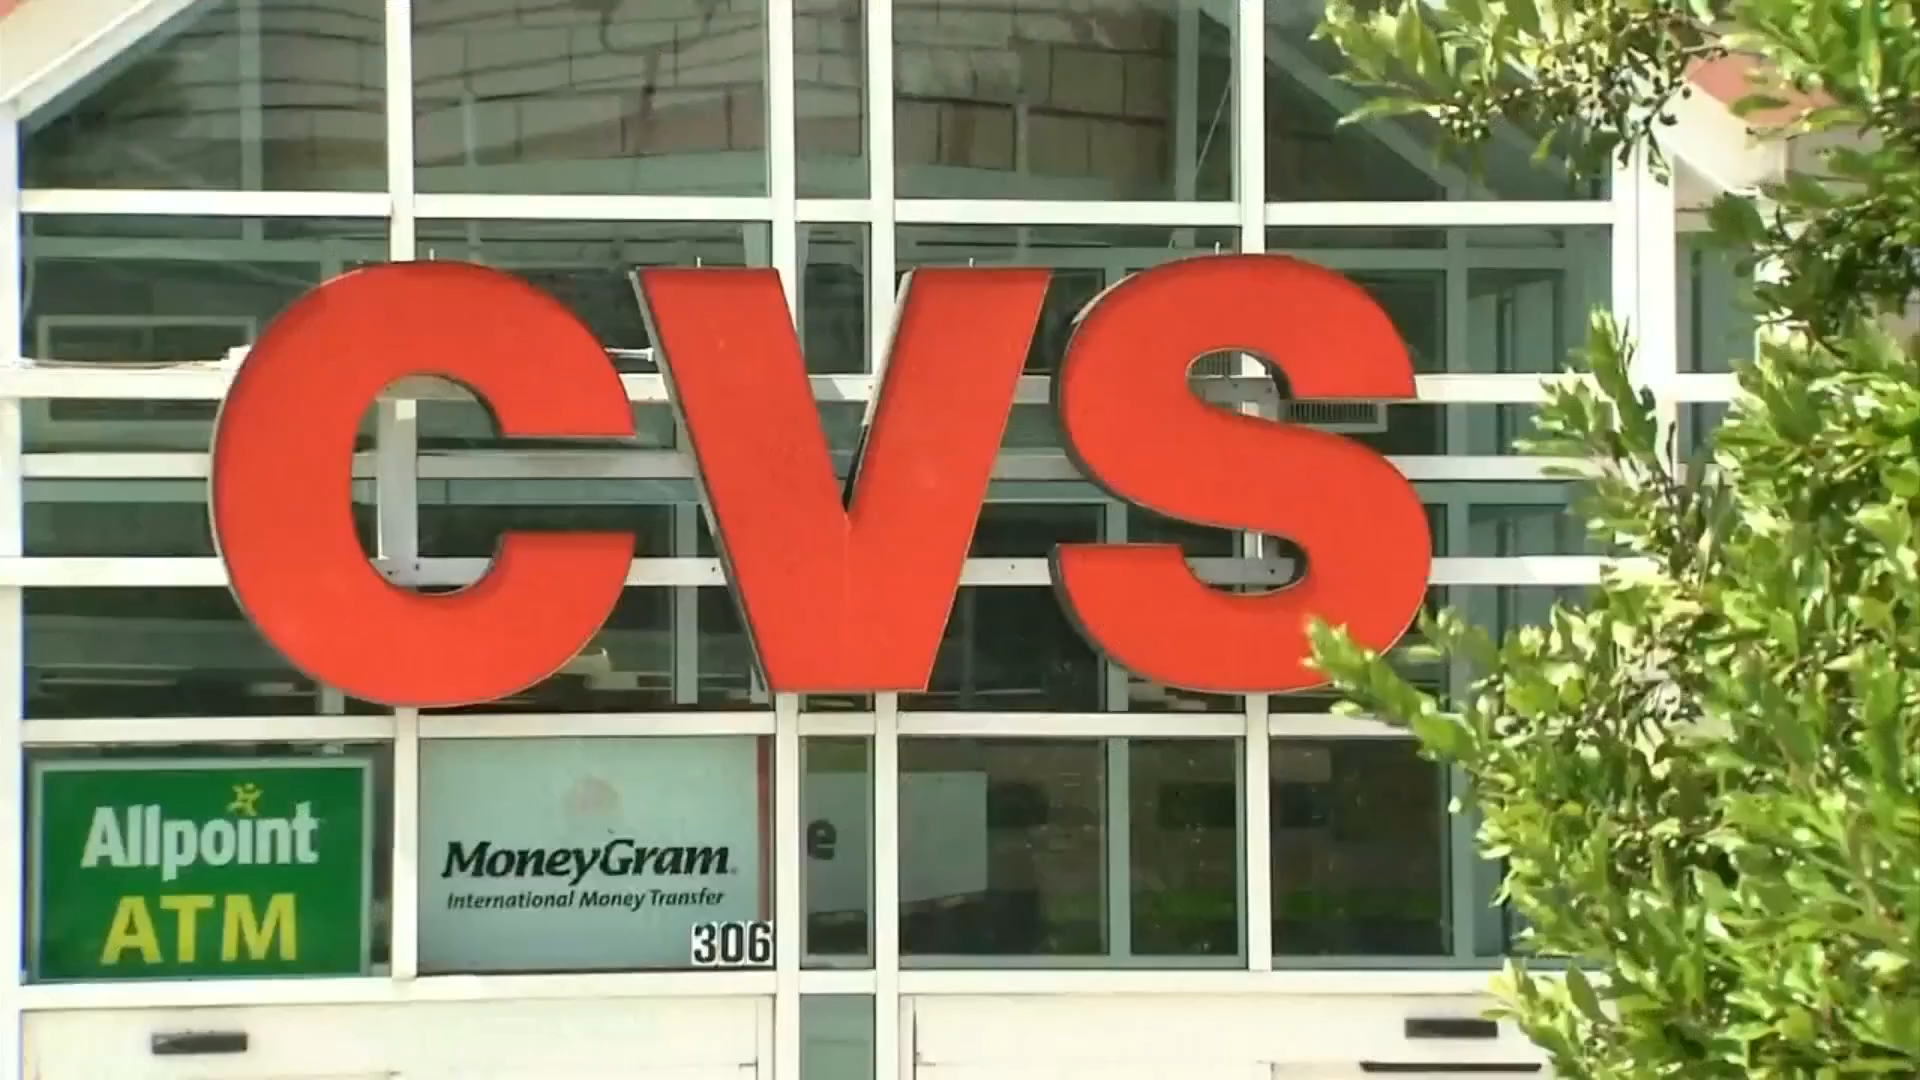 CVS
Allpoint
ATM
MoneyGram
International Money Transfer
306
e